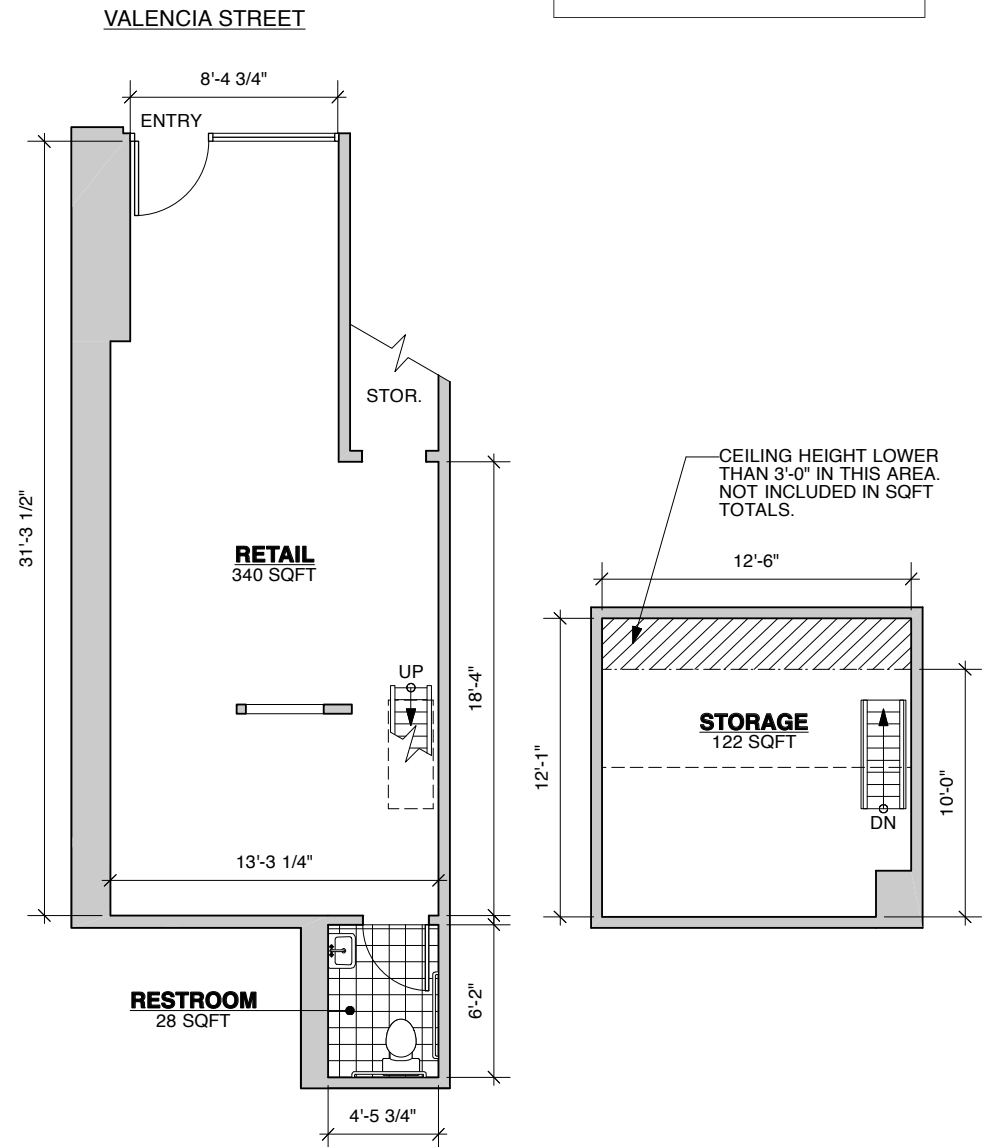 VALENCIA STREET
8'-4 3/4"
ENTRY
STOR.
31'-3 1/2"
RETAIL
340 SQFT
UP
18'-4"
13'-3 1/4"
RESTROOM
28 SQFT
6'-2"
4'-5 3/4"
CEILING HEIGHT LOWER
THAN 3'-0" IN THIS AREA.
NOT INCLUDED IN SQFT
TOTALS.
12'-6"
STORAGE
122 SQFT
12'-1"
10'-0"
DN